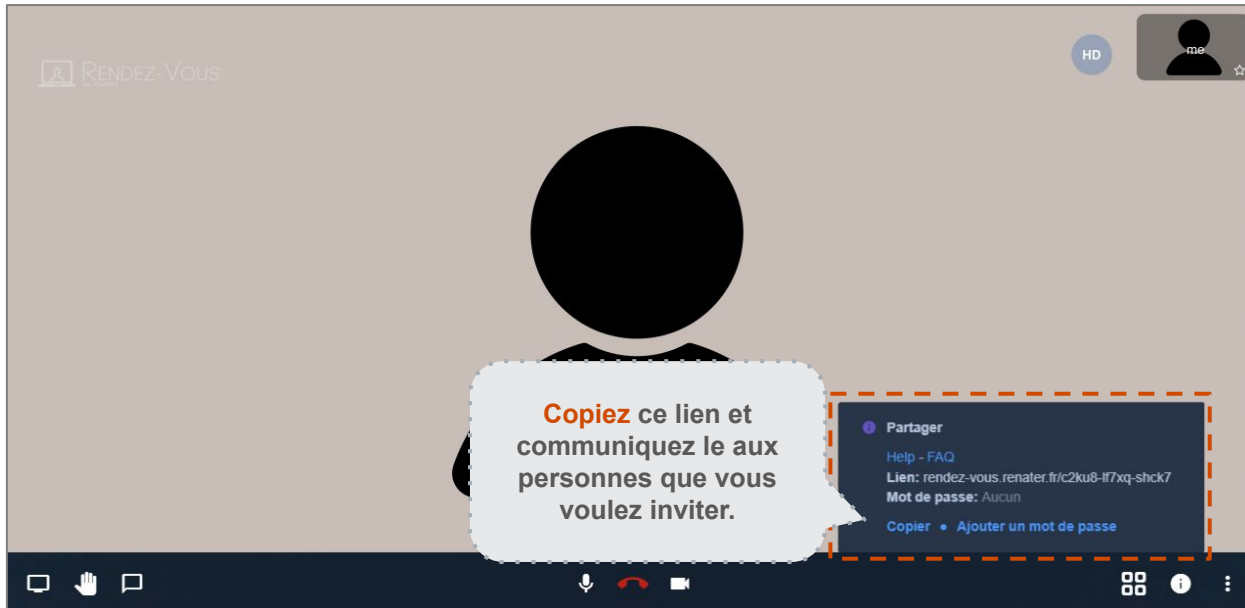 RENDEZ-VOUS
HD
me
Copiez ce lien et
communiquez le aux
personnes que vous
voulez inviter.
Partager
Help - FAQ
Lien: rendez-vous.renater.fr/c2ku8-lf7xq-shck7
Mot de passe: Aucun
Copier • Ajouter un mot de passe